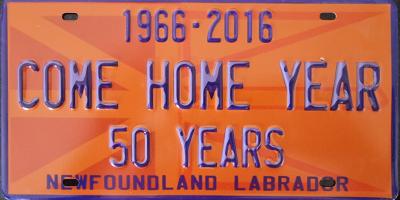 1966-2016
COME HOME YEAR
50 YEARS
NEWFOUNDLAND LABRADOR